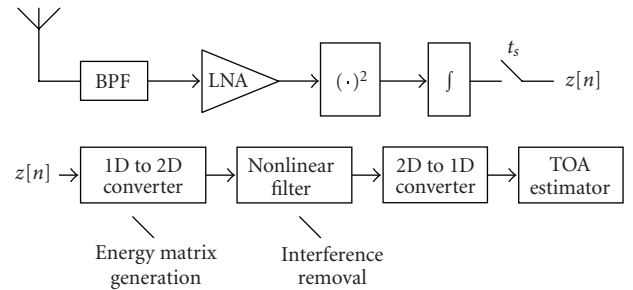 BPF
LNA
(·)²
∫
tₛ
z[n]
z[n]
1D to 2D
converter
Nonlinear
filter
2D to 1D
converter
TOA
estimator
Energy matrix
generation
Interference
removal